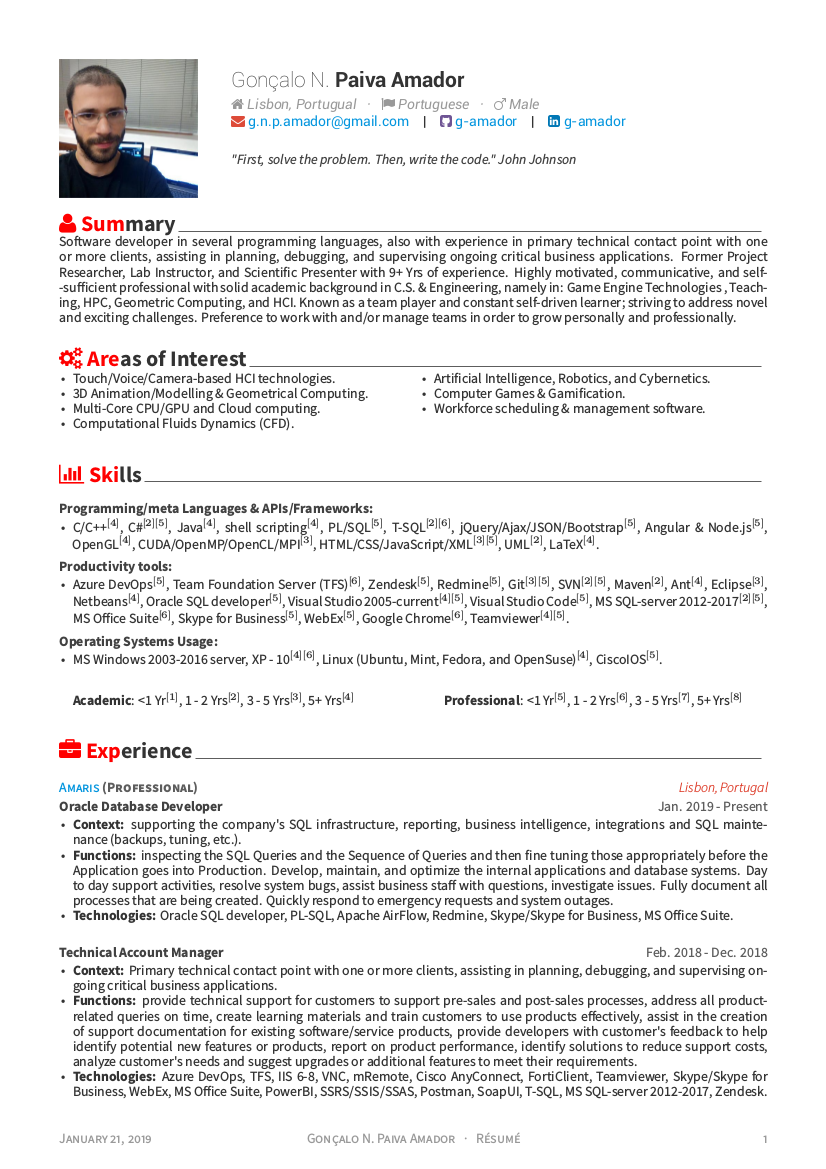 Gonçalo N. Paiva Amador
Lisbon, Portugual · Portuguese · Male
g.n.p.amador@gmail.com | g-amador | g-amador
"First, solve the problem. Then, write the code." John Johnson
Summary
Software developer in several programming languages, also with experience in primary technical contact point with one
or more clients, assisting in planning, debugging, and supervising ongoing critical business applications. Former Project
Researcher, Lab Instructor, and Scientific Presenter with 9+ Yrs of experience. Highly motivated, communicative, and self-
-sufficient professional with solid academic background in C.S. & Engineering, namely in: Game Engine Technologies , Teach-
ing, HPC, Geometric Computing, and HCI. Known as a team player and constant self-driven learner; striving to address novel
and exciting challenges. Preference to work with and/or manage teams in order to grow personally and professionally.
Areas of Interest
• Touch/Voice/Camera-based HCI technologies.
• 3D Animation/Modelling & Geometrical Computing.
• Multi-Core CPU/GPU and Cloud computing.
• Computational Fluids Dynamics (CFD).
• Artificial Intelligence, Robotics, and Cybernetics.
• Computer Games & Gamification.
• Workforce scheduling & management software.
Skills
Programming/meta Languages & APIs/Frameworks:
• C/C++[4], C#[2][5], Java[4], shell scripting[4], PL/SQL[5], T-SQL[2][6], jQuery/Ajax/JSON/Bootstrap[5], Angular & Node.js[5],
OpenGL[4], CUDA/OpenMP/OpenCL/MPI[3], HTML/CSS/JavaScript/XML[3][5], UML[2], LaTeX[4].
Productivity tools:
• Azure DevOps[5], Team Foundation Server (TFS)[6], Zendesk[5], Redmine[5], Git[3][5], SVN[2][5], Maven[2], Ant[4], Eclipse[3],
Netbeans[4], Oracle SQL developer[5], Visual Studio 2005-current[4][5], Visual Studio Code[5], MS SQL-server 2012-2017[2][5],
MS Office Suite[6], Skype for Business[5], WebEx[5], Google Chrome[6], Teamviewer[4][5].
Operating Systems Usage:
• MS Windows 2003-2016 server, XP - 10[4][6], Linux (Ubuntu, Mint, Fedora, and OpenSuse)[4], CiscoIOS[5].
Academic: <1 Yr[1], 1 - 2 Yrs[2], 3 - 5 Yrs[3], 5+ Yrs[4]
Professional: <1 Yr[5], 1 - 2 Yrs[6], 3 - 5 Yrs[7], 5+ Yrs[8]
Experience
Amaris (Professional) Lisbon, Portugal
Oracle Database Developer Jan. 2019 - Present
• Context: supporting the company's SQL infrastructure, reporting, business intelligence, integrations and SQL mainte-
nance (backups, tuning, etc.).
• Functions: inspecting the SQL Queries and the Sequence of Queries and then fine tuning those appropriately before the
Application goes into Production. Develop, maintain, and optimize the internal applications and database systems. Day
to day support activities, resolve system bugs, assist business staff with questions, investigate issues. Fully document all
processes that are being created. Quickly respond to emergency requests and system outages.
• Technologies: Oracle SQL developer, PL-SQL, Apache AirFlow, Redmine, Skype/Skype for Business, MS Office Suite.
Technical Account Manager Feb. 2018 - Dec. 2018
• Context: Primary technical contact point with one or more clients, assisting in planning, debugging, and supervising on-
going critical business applications.
• Functions: provide technical support for customers to support pre-sales and post-sales processes, address all product-
related queries on time, create learning materials and train customers to use products effectively, assist in the creation
of support documentation for existing software/service products, provide developers with customer's feedback to help
identify potential new features or products, report on product performance, identify solutions to reduce support costs,
analyze customer's needs and suggest upgrades or additional features to meet their requirements.
• Technologies: Azure DevOps, TFS, IIS 6-8, VNC, mRemote, Cisco AnyConnect, FortiClient, Teamviewer, Skype/Skype for
Business, WebEx, MS Office Suite, PowerBI, SSRS/SSIS/SSAS, Postman, SoapUI, T-SQL, MS SQL-server 2012-2017, Zendesk.
January 21, 2019 Gonçalo N. Paiva Amador · Résumé 1